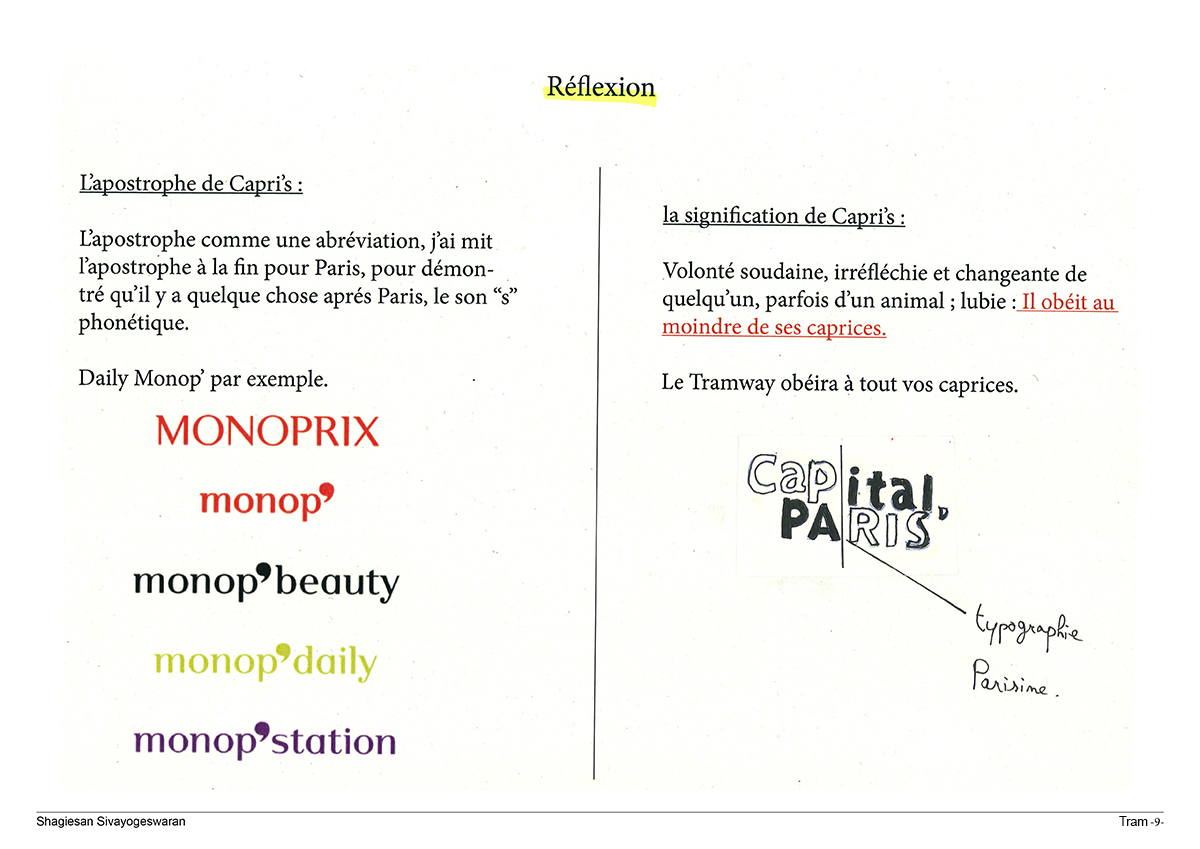 Réflexion
L'apostrophe de Capri's :
L'apostrophe comme une abréviation, j'ai mit
l'apostrophe à la fin pour Paris, pour démon-
tré qu'il y a quelque chose aprés Paris, le son “s”
phonétique.
Daily Monop' par exemple.
MONOPRIX
monop'
monop'beauty
monop'daily
monop'station
la signification de Capri's :
Volonté soudaine, irréfléchie et changeante de
quelqu'un, parfois d'un animal ; lubie : Il obéit au
moindre de ses caprices.
Le Tramway obéira à tout vos caprices.
Capital
PARIS'
typographie
Parisine.
Shagiesan Sivayogeswaran
Tram -9-